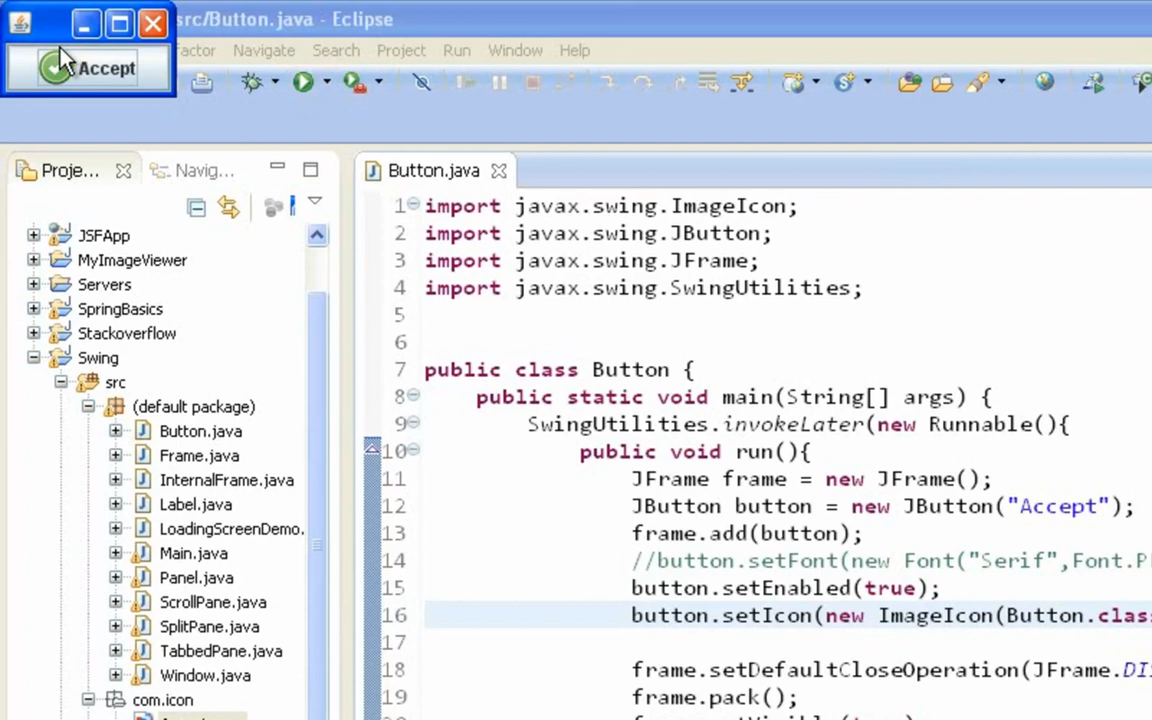 src/Button.java - Eclipse
Accept
factor Navigate Search Project Run Window Help
Proje... Navig... Button.java
JSFApp
MyImageViewer
Servers
SpringBasics
Stackoverflow
Swing
src
(default package)
Button.java
Frame.java
InternalFrame.java
Label.java
LoadingScreenDemo.
Main.java
Panel.java
ScrollPane.java
SplitPane.java
TabbedPane.java
Window.java
com.icon
1 import javax.swing.ImageIcon;
2 import javax.swing.JButton;
3 import javax.swing.JFrame;
4 import javax.swing.SwingUtilities;
5
6
7 public class Button {
8 public static void main(String[] args) {
9 SwingUtilities.invokeLater(new Runnable(){
10 public void run(){
11 JFrame frame = new JFrame();
12 JButton button = new JButton("Accept");
13 frame.add(button);
14 //button.setFont(new Font("Serif",Font.Pl
15 button.setEnabled(true);
16 button.setIcon(new ImageIcon(Button.class
17
18 frame.setDefaultCloseOperation(JFrame.DIS
19 frame.pack();